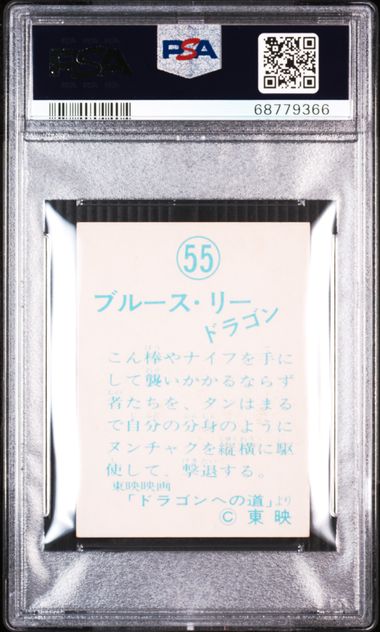 PSA
PSA
68779366
55
ブルース・リー
ドラゴン
こん棒やナイフを手に
して襲いかかるならず
者たちを、タンはまる
で自分の分身のように
ヌンチャクを縦横に駆
使して、撃退する。
東映映画
「ドラゴンへの道」より
© 東映